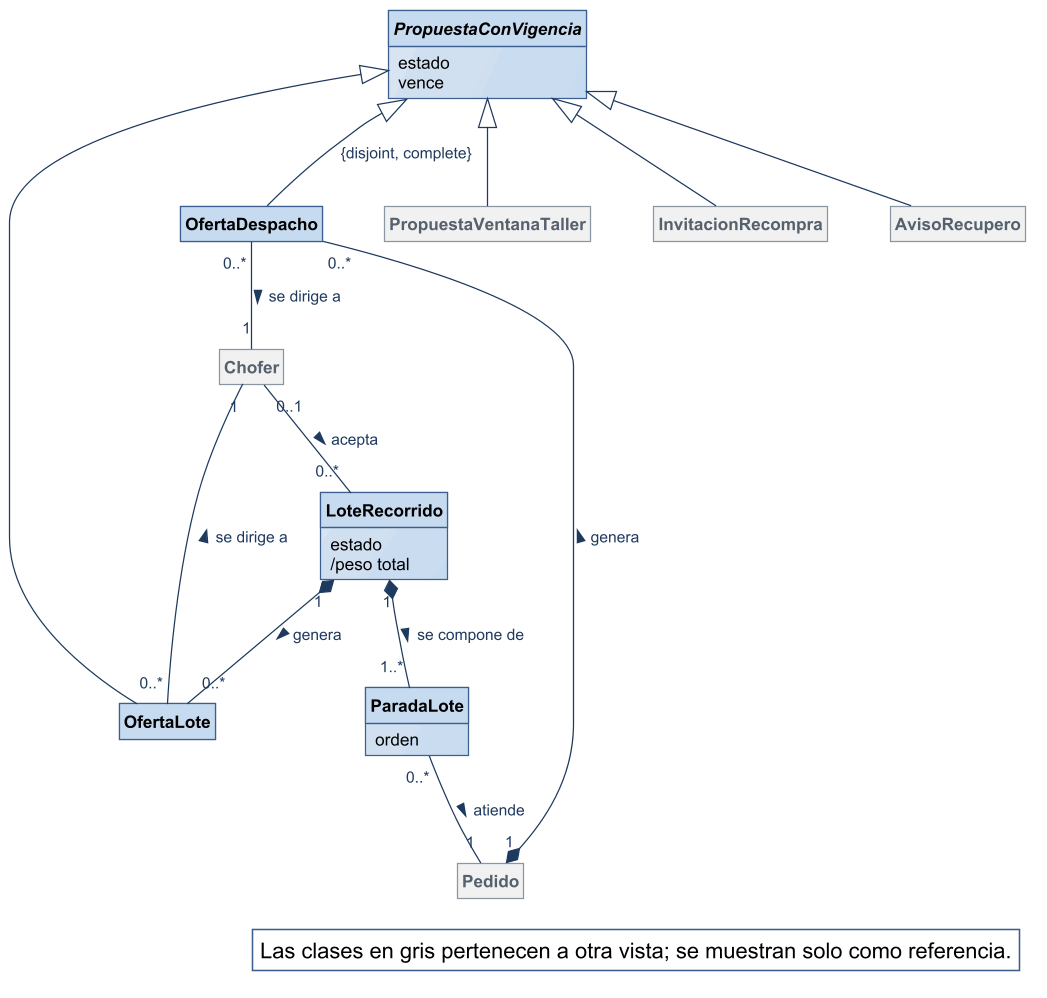 PropuestaConVigencia
estado
vence
{disjoint, complete}
OfertaDespacho
PropuestaVentanaTaller
InvitacionRecompra
AvisoRecupero
0..*
0..*
se dirige a
1
Chofer
1
0..1
acepta
0..*
LoteRecorrido
estado
/peso total
se dirige a
genera
1
1
genera
se compone de
0..*
0..*
1..*
OfertaLote
ParadaLote
orden
0..*
atiende
1
1
Pedido
Las clases en gris pertenecen a otra vista; se muestran solo como referencia.